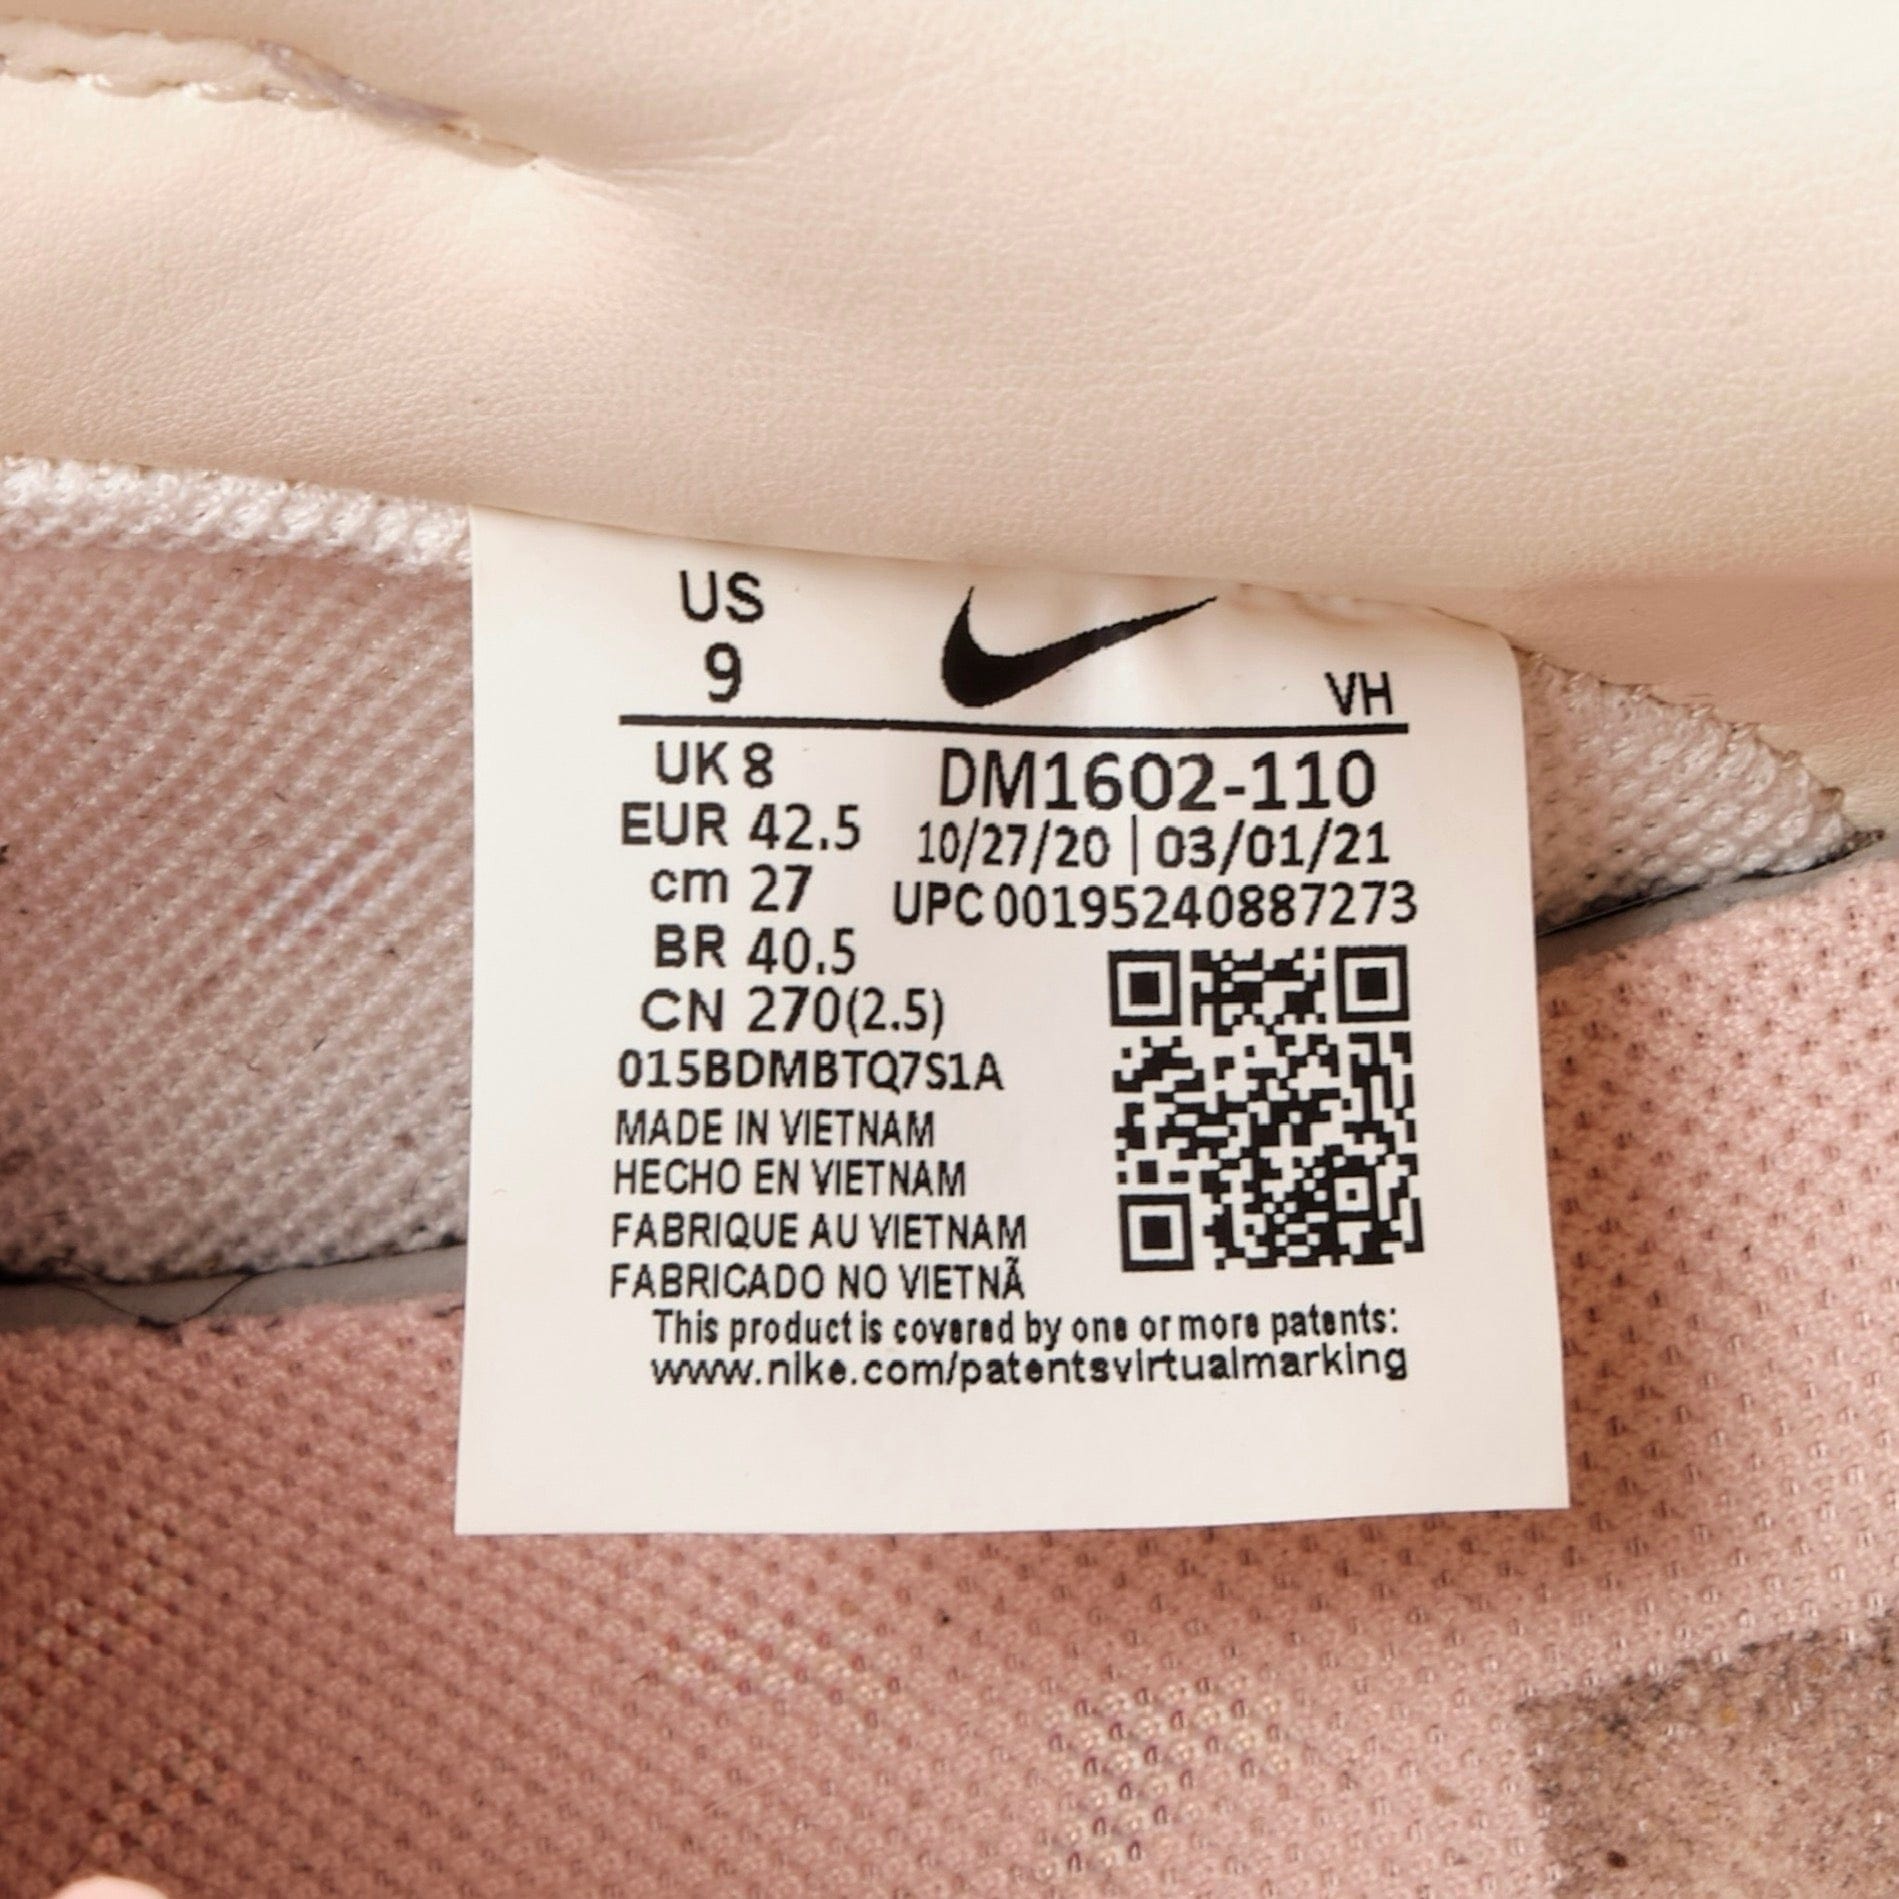 US
9
VH
UK 8
EUR 42.5
cm 27
BR 40.5
CN 270(2.5)
DM1602-110
10/27/20 | 03/01/21
UPC 00195240887273
015BDMBTQ7S1A
MADE IN VIETNAM
HECHO EN VIETNAM
FABRIQUE AU VIETNAM
FABRICADO NO VIETNÃ
This product is covered by one or more patents:
www.nike.com/patentsvirtualmarking